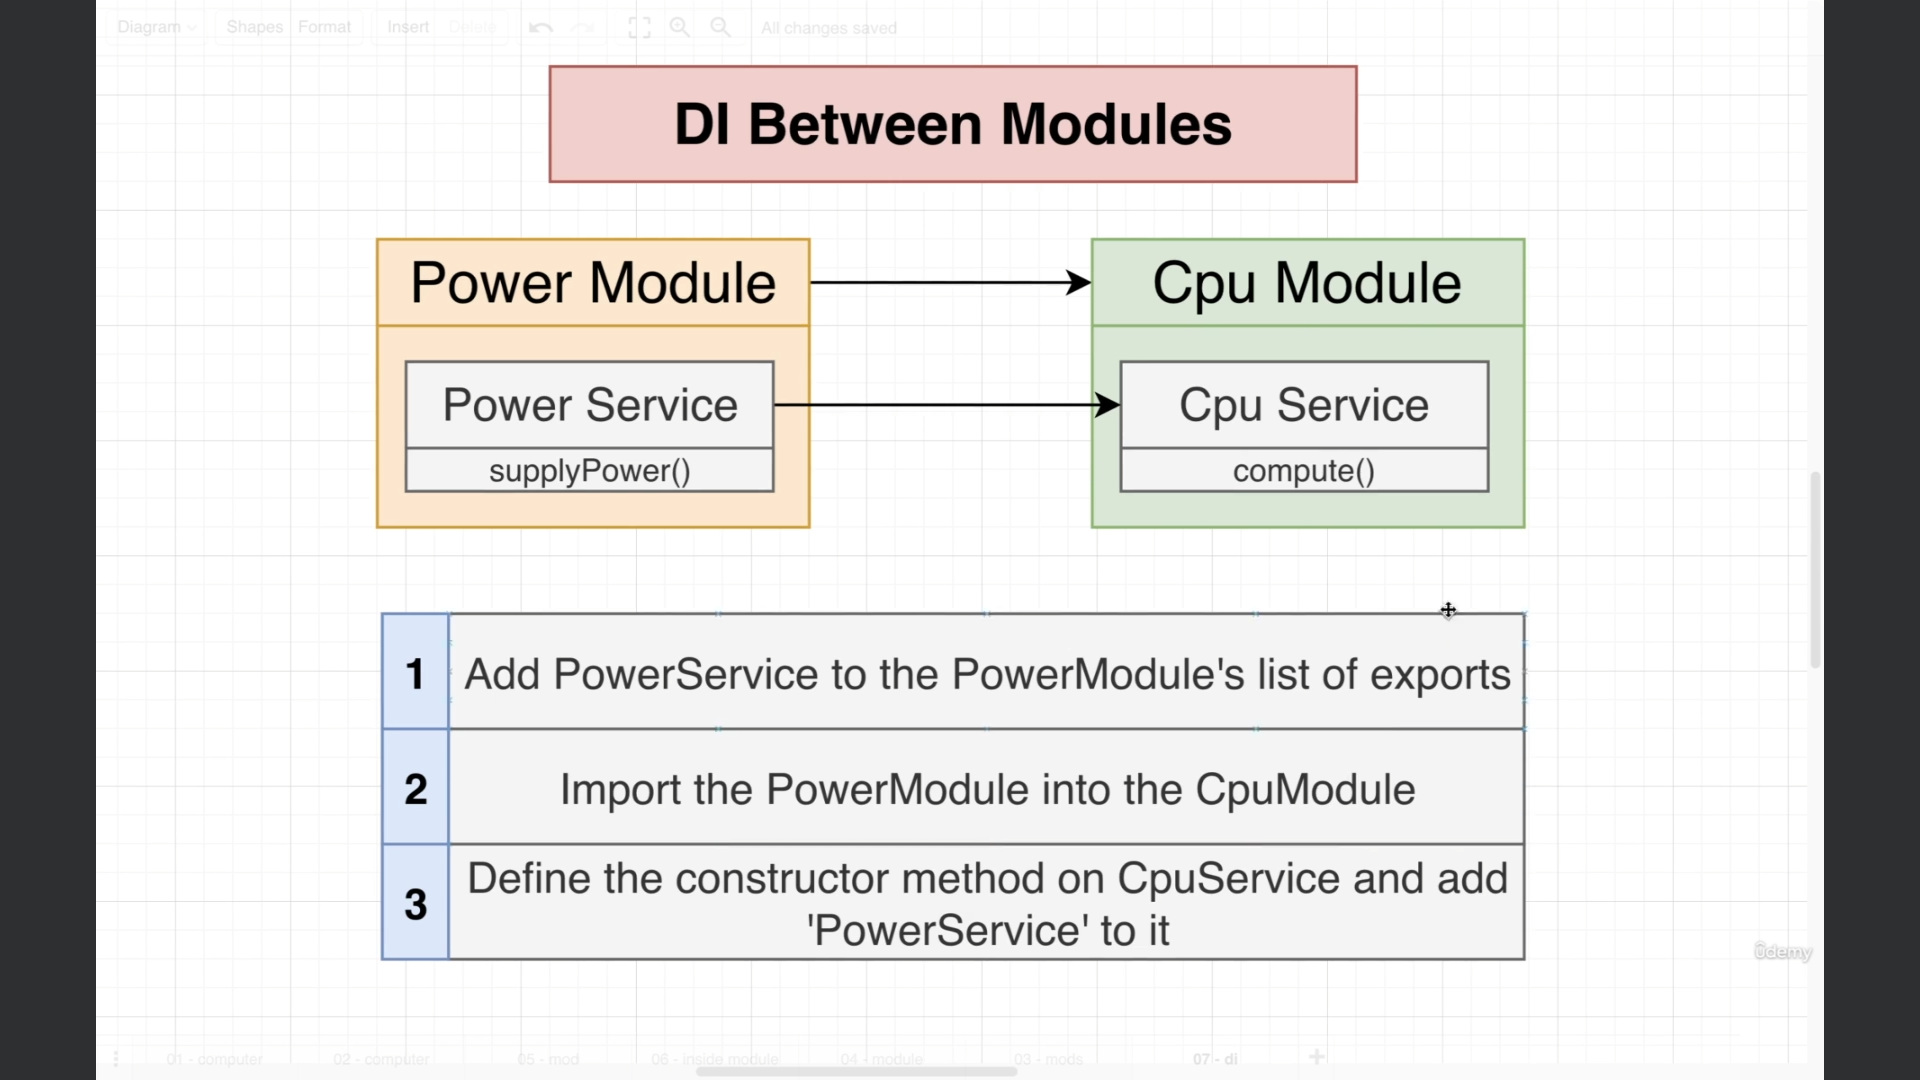 Diagram
Shapes Format
Insert Delete
All changes saved
DI Between Modules
Power Module
Cpu Module
Power Service
Cpu Service
supplyPower()
compute()
1
Add PowerService to the PowerModule's list of exports
2
Import the PowerModule into the CpuModule
3
Define the constructor method on CpuService and add
'PowerService' to it
ûdemy
01 - computer
02 - computer
05 - mod
06 - inside module
04 - module
03 - mods
07 - di